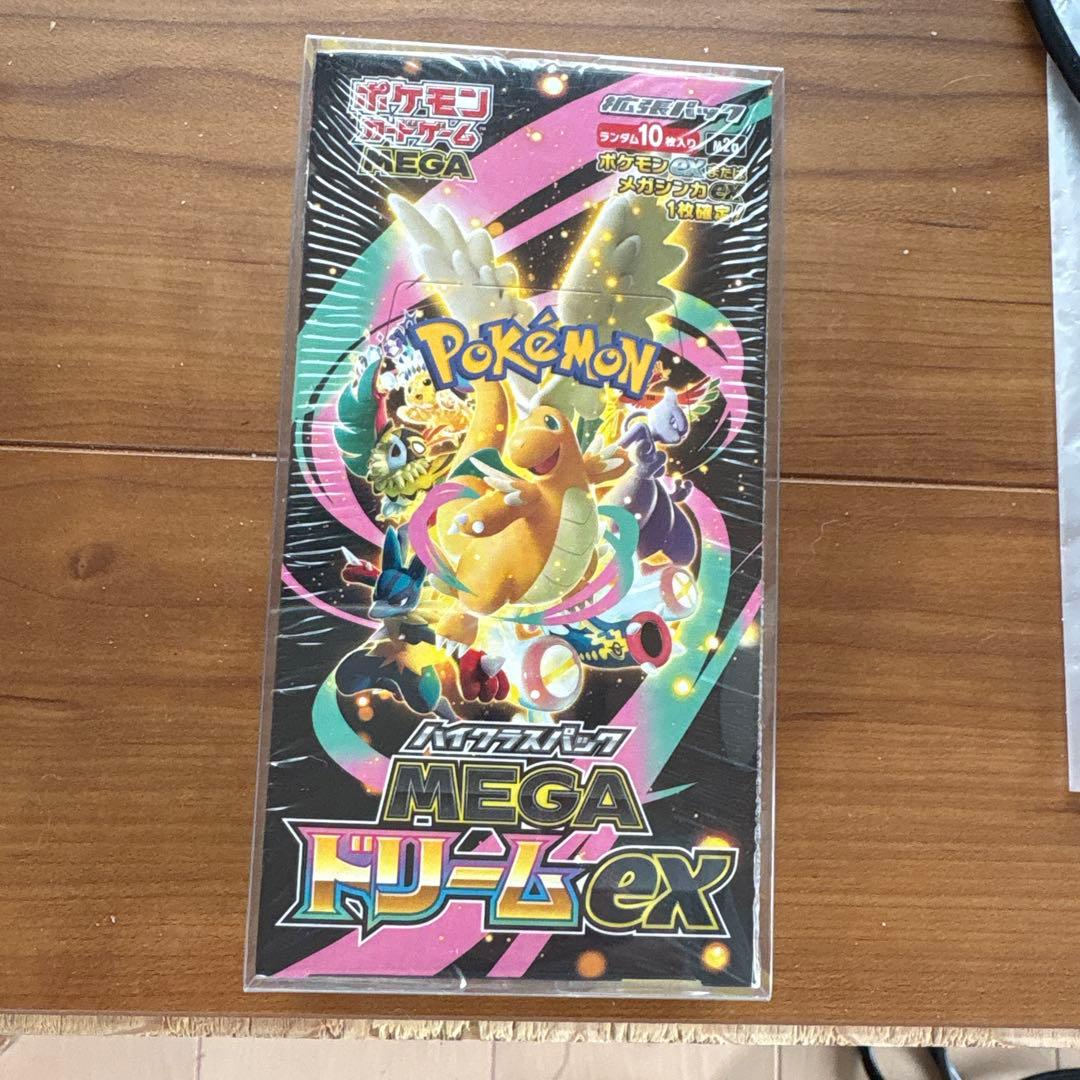 ポケモン
カードゲーム
MEGA
拡張パック
ランダム10枚入り M2a
ポケモンexまたは
メガシンカex
1枚確定!!
POKéMON
TM
ハイクラスパック
MEGA
ドリームex